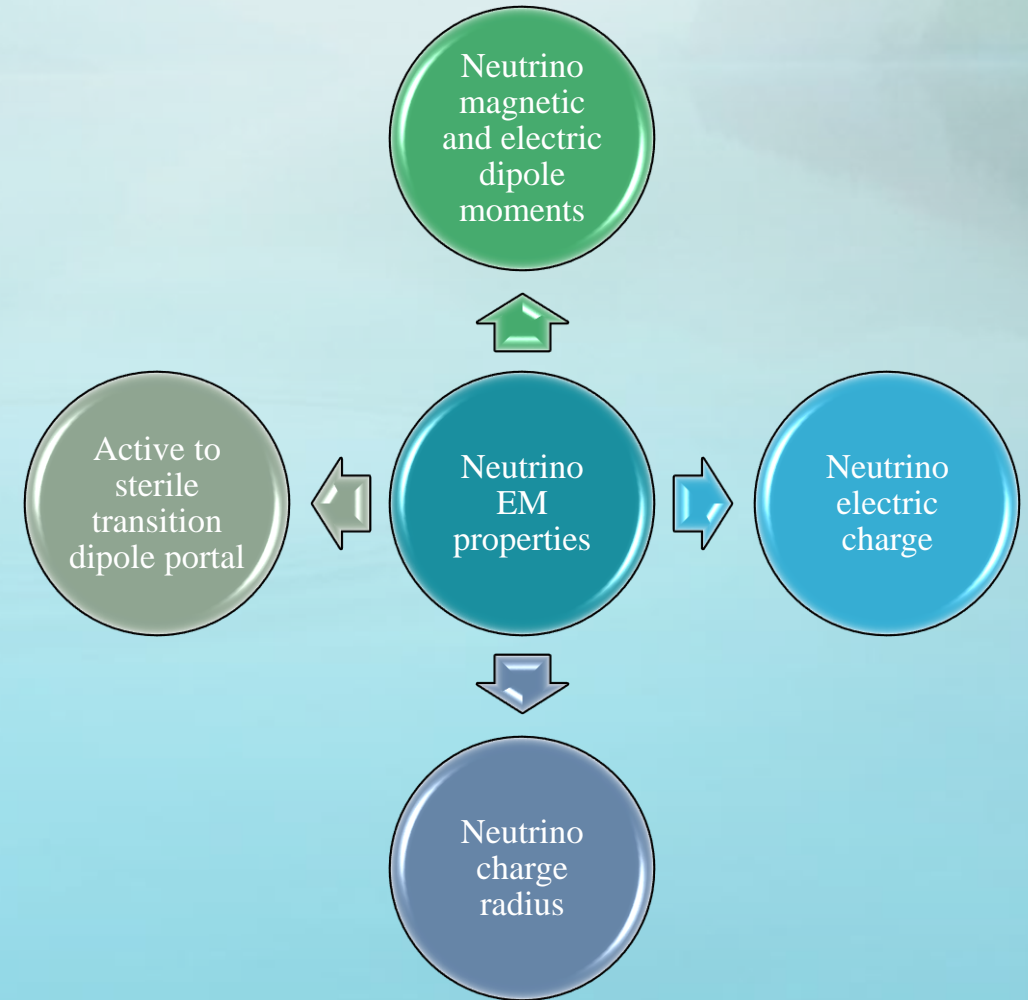 Neutrino
magnetic
and electric
dipole
moments
Active to
sterile
transition
dipole portal
Neutrino
EM
properties
Neutrino
electric
charge
Neutrino
charge
radius